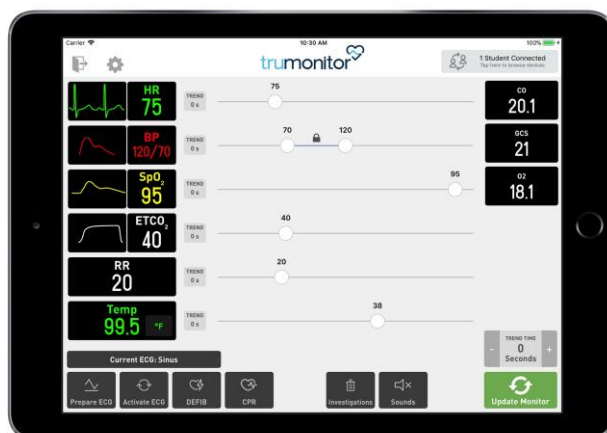 Carrier
10:30 AM
100%
trumonitor
1 Student Connected
Tap here to browse devices.
HR
75
TREND
0 s
75
CO
20.1
BP
120/70
TREND
0 s
70
120
GCS
21
SpO2
95
TREND
0 s
95
O2
18.1
ETCO2
40
TREND
0 s
40
RR
20
TREND
0 s
20
Temp
99.5 °F
TREND
0 s
38
Current ECG: Sinus
- TREND TIME +
0
Seconds
Prepare ECG
Activate ECG
DEFIB
CPR
Investigations
Sounds
Update Monitor